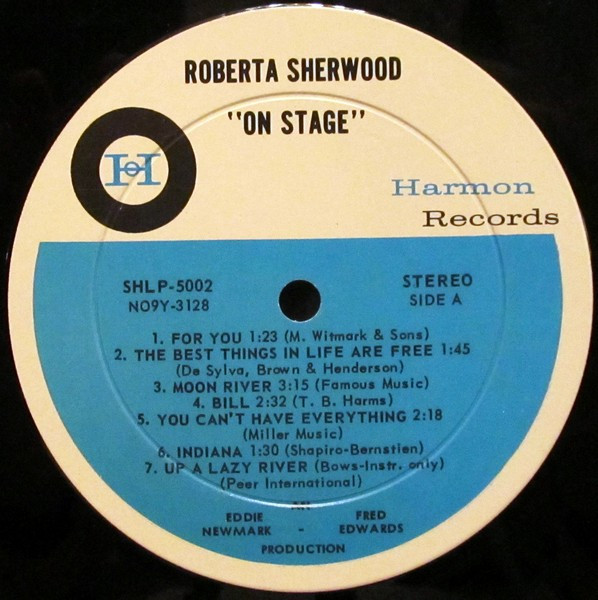 ROBERTA SHERWOOD
"ON STAGE"
H
Harmon
Records
SHLP-5002
NO9Y-3128
STEREO
SIDE A
1. FOR YOU 1:23 (M. Witmark & Sons)
2. THE BEST THINGS IN LIFE ARE FREE 1:45
(De Sylva, Brown & Henderson)
3. MOON RIVER 3:15 (Famous Music)
4. BILL 2:32 (T. B. Harms)
5. YOU CAN'T HAVE EVERYTHING 2:18
(Miller Music)
6. INDIANA 1:30 (Shapiro-Bernstien)
7. UP A LAZY RIVER (Bows-Instr. only)
(Peer International)
AN
EDDIE FRED
NEWMARK - EDWARDS
PRODUCTION